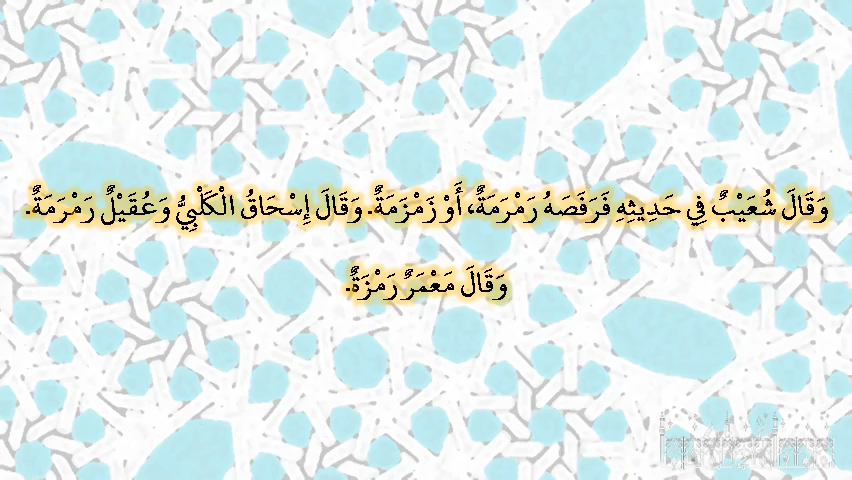 وَقَالَ شُعَيْبٌ فِي حَدِيثِهِ فَرَفَصَهُ رَمْرَمَةٌ، أَوْ زَمْزَمَةٌ. وَقَالَ إِسْحَاقُ الْكَلْبِيُّ وَعُقَيْلٌ رَمْرَمَةٌ.
وَقَالَ مَعْمَرٌ رَمْزَةٌ.